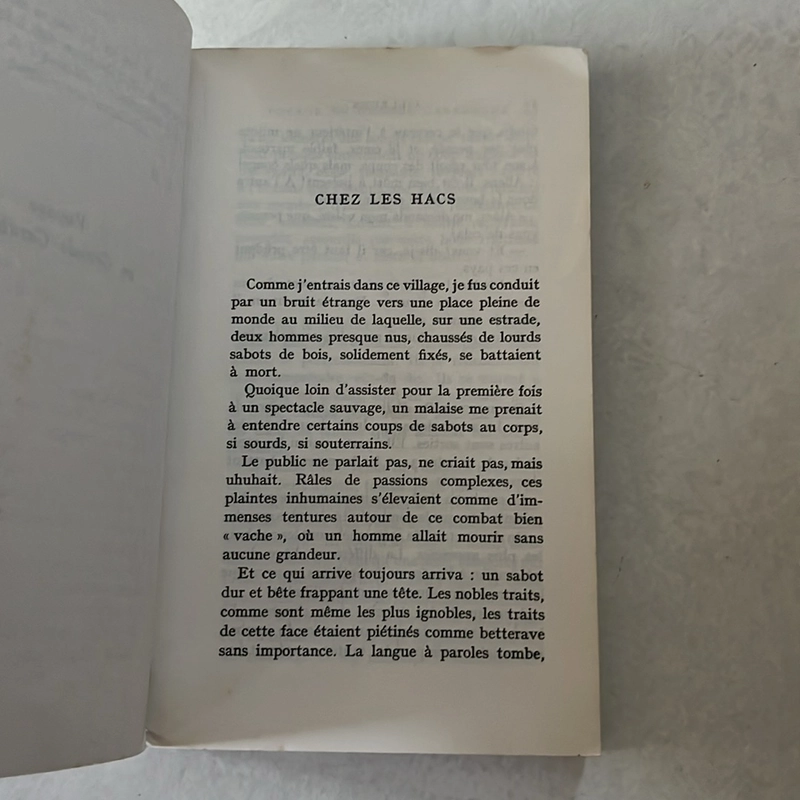 CHEZ LES HACS
Comme j'entrais dans ce village, je fus conduit
par un bruit étrange vers une place pleine de
monde au milieu de laquelle, sur une estrade,
deux hommes presque nus, chaussés de lourds
sabots de bois, solidement fixés, se battaient
à mort.
Quoique loin d'assister pour la première fois
à un spectacle sauvage, un malaise me prenait
à entendre certains coups de sabots au corps,
si sourds, si souterrains.
Le public ne parlait pas, ne criait pas, mais
uhuhait. Râles de passions complexes, ces
plaintes inhumaines s'élevaient comme d'im-
menses tentures autour de ce combat bien
« vache », où un homme allait mourir sans
aucune grandeur.
Et ce qui arrive toujours arriva : un sabot
dur et bête frappant une tête. Les nobles traits,
comme sont même les plus ignobles, les traits
de cette face étaient piétinés comme betterave
sans importance. La langue à paroles tombe,